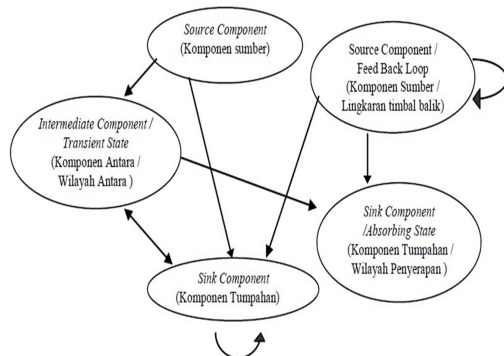 Source Component
(Komponen sumber)
Source Component /
Feed Back Loop
(Komponen Sumber /
Lingkaran timbal balik)
Intermediate Component /
Transient State
(Komponen Antara /
Wilayah Antara )
Sink Component
/Absorbing State
(Komponen Tumpahan /
Wilayah Penyerapan )
Sink Component
(Komponen Tumpahan)